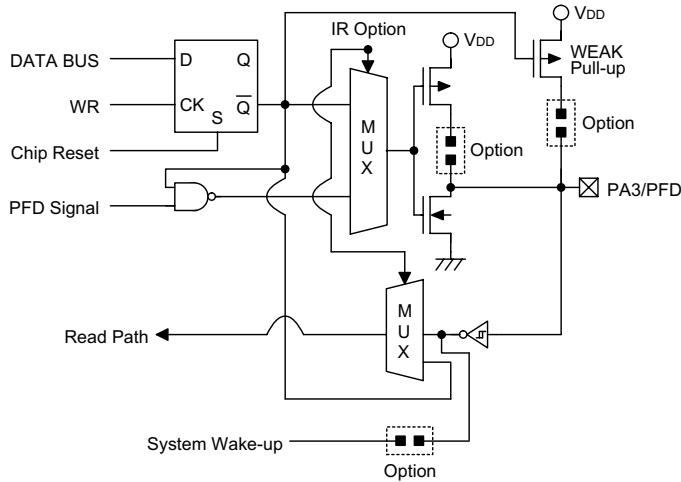 IR Option
VDD
VDD
DATA BUS
D
Q
WEAK
Pull-up
WR
CK
Q
S
M
U
X
Option
Option
Chip Reset
PFD Signal
PA3/PFD
M
U
X
Read Path
System Wake-up
Option